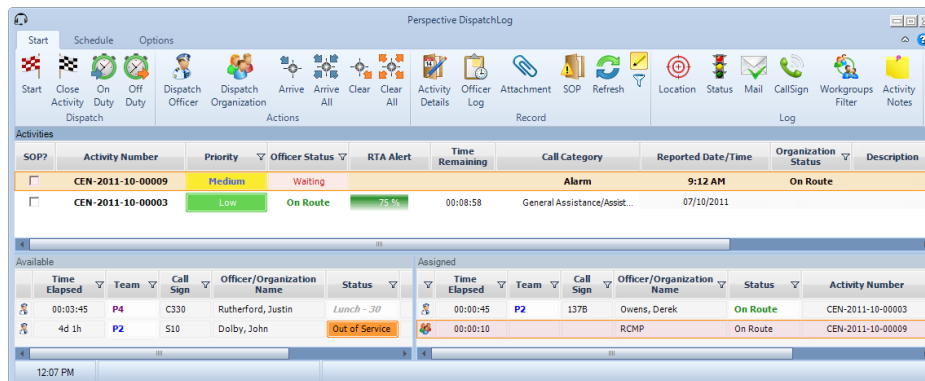 Perspective DispatchLog
Start Schedule Options
Start Close Activity On Duty Off Duty Dispatch Officer Dispatch Organization Arrive Arrive All Clear Clear All Activity Details Officer Log Attachment SOP Refresh Location Status Mail CallSign Workgroups Filter Activity Notes
Dispatch Actions Record Log
Activities
SOP? Activity Number Priority Officer Status RTA Alert Time Remaining Call Category Reported Date/Time Organization Status Description
CEN-2011-10-00009 Medium Waiting Alarm 9:12 AM On Route
CEN-2011-10-00003 Low On Route 75 % 00:08:58 General Assistance/Assist... 07/10/2011
Available
Time Elapsed Team Call Sign Officer/Organization Name Status
00:03:45 P4 C330 Rutherford, Justin Lunch - 30
4d 1h P2 S10 Dolby, John Out of Service
Assigned
Time Elapsed Team Call Sign Officer/Organization Name Status Activity Number
00:00:45 P2 137B Owens, Derek On Route CEN-2011-10-00003
00:00:10 RCMP On Route CEN-2011-10-00009
12:07 PM